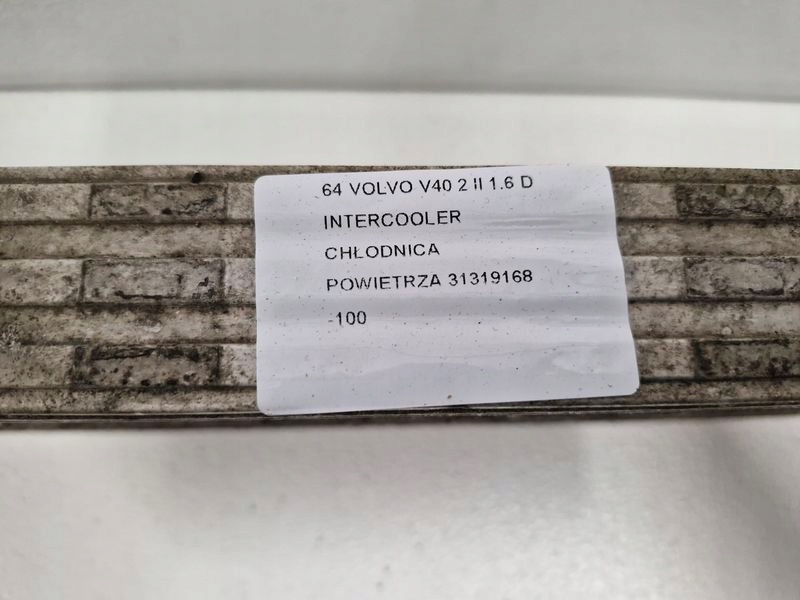 64 VOLVO V40 2 II 1.6 D
INTERCOOLER
CHŁODNICA
POWIETRZA 31319168
-100